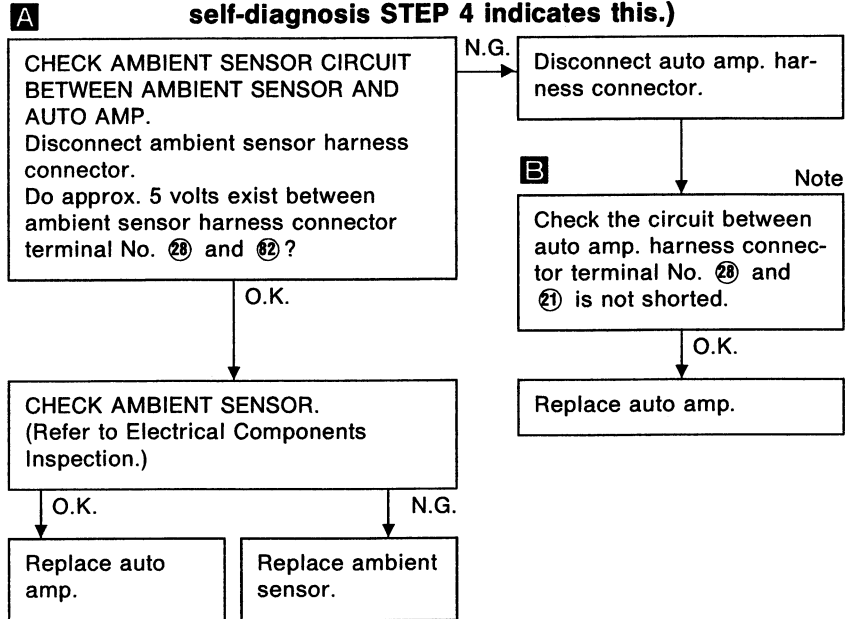 self-diagnosis STEP 4 indicates this.)
A
CHECK AMBIENT SENSOR CIRCUIT
BETWEEN AMBIENT SENSOR AND
AUTO AMP.
Disconnect ambient sensor harness
connector.
Do approx. 5 volts exist between
ambient sensor harness connector
terminal No. ㉘ and 82?
N.G.
Disconnect auto amp. har-
ness connector.
B
Note
Check the circuit between
auto amp. harness connec-
tor terminal No. ㉘ and
㉑ is not shorted.
O.K.
Replace auto amp.
O.K.
CHECK AMBIENT SENSOR.
(Refer to Electrical Components
Inspection.)
O.K.
N.G.
Replace auto
amp.
Replace ambient
sensor.